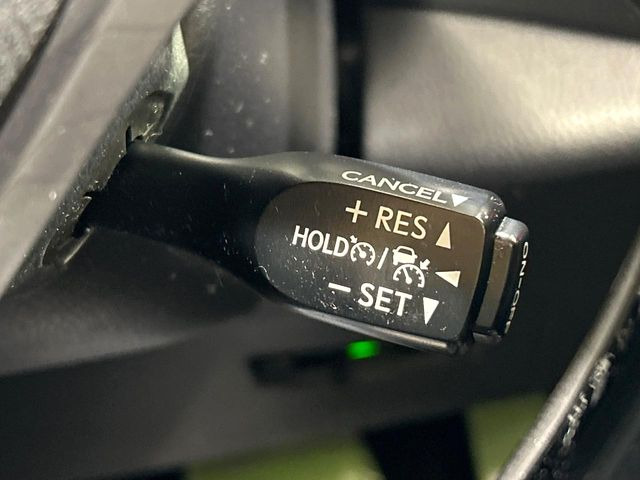 CANCEL▼
+ RES ▲
HOLD /
− SET ▼
ON-OFF